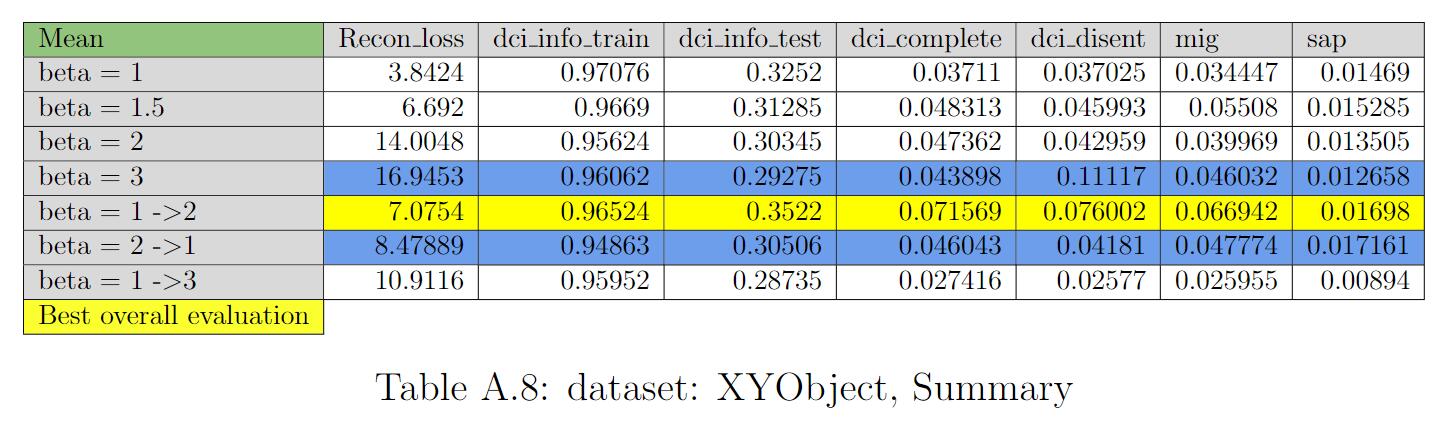 Mean Recon_loss dci_info_train dci_info_test dci_complete dci_disent mig sap
beta = 1 3.8424 0.97076 0.3252 0.03711 0.037025 0.034447 0.01469
beta = 1.5 6.692 0.9669 0.31285 0.048313 0.045993 0.05508 0.015285
beta = 2 14.0048 0.95624 0.30345 0.047362 0.042959 0.039969 0.013505
beta = 3 16.9453 0.96062 0.29275 0.043898 0.11117 0.046032 0.012658
beta = 1 ->2 7.0754 0.96524 0.3522 0.071569 0.076002 0.066942 0.01698
beta = 2 ->1 8.47889 0.94863 0.30506 0.046043 0.04181 0.047774 0.017161
beta = 1 ->3 10.9116 0.95952 0.28735 0.027416 0.02577 0.025955 0.00894
Best overall evaluation
Table A.8: dataset: XYObject, Summary